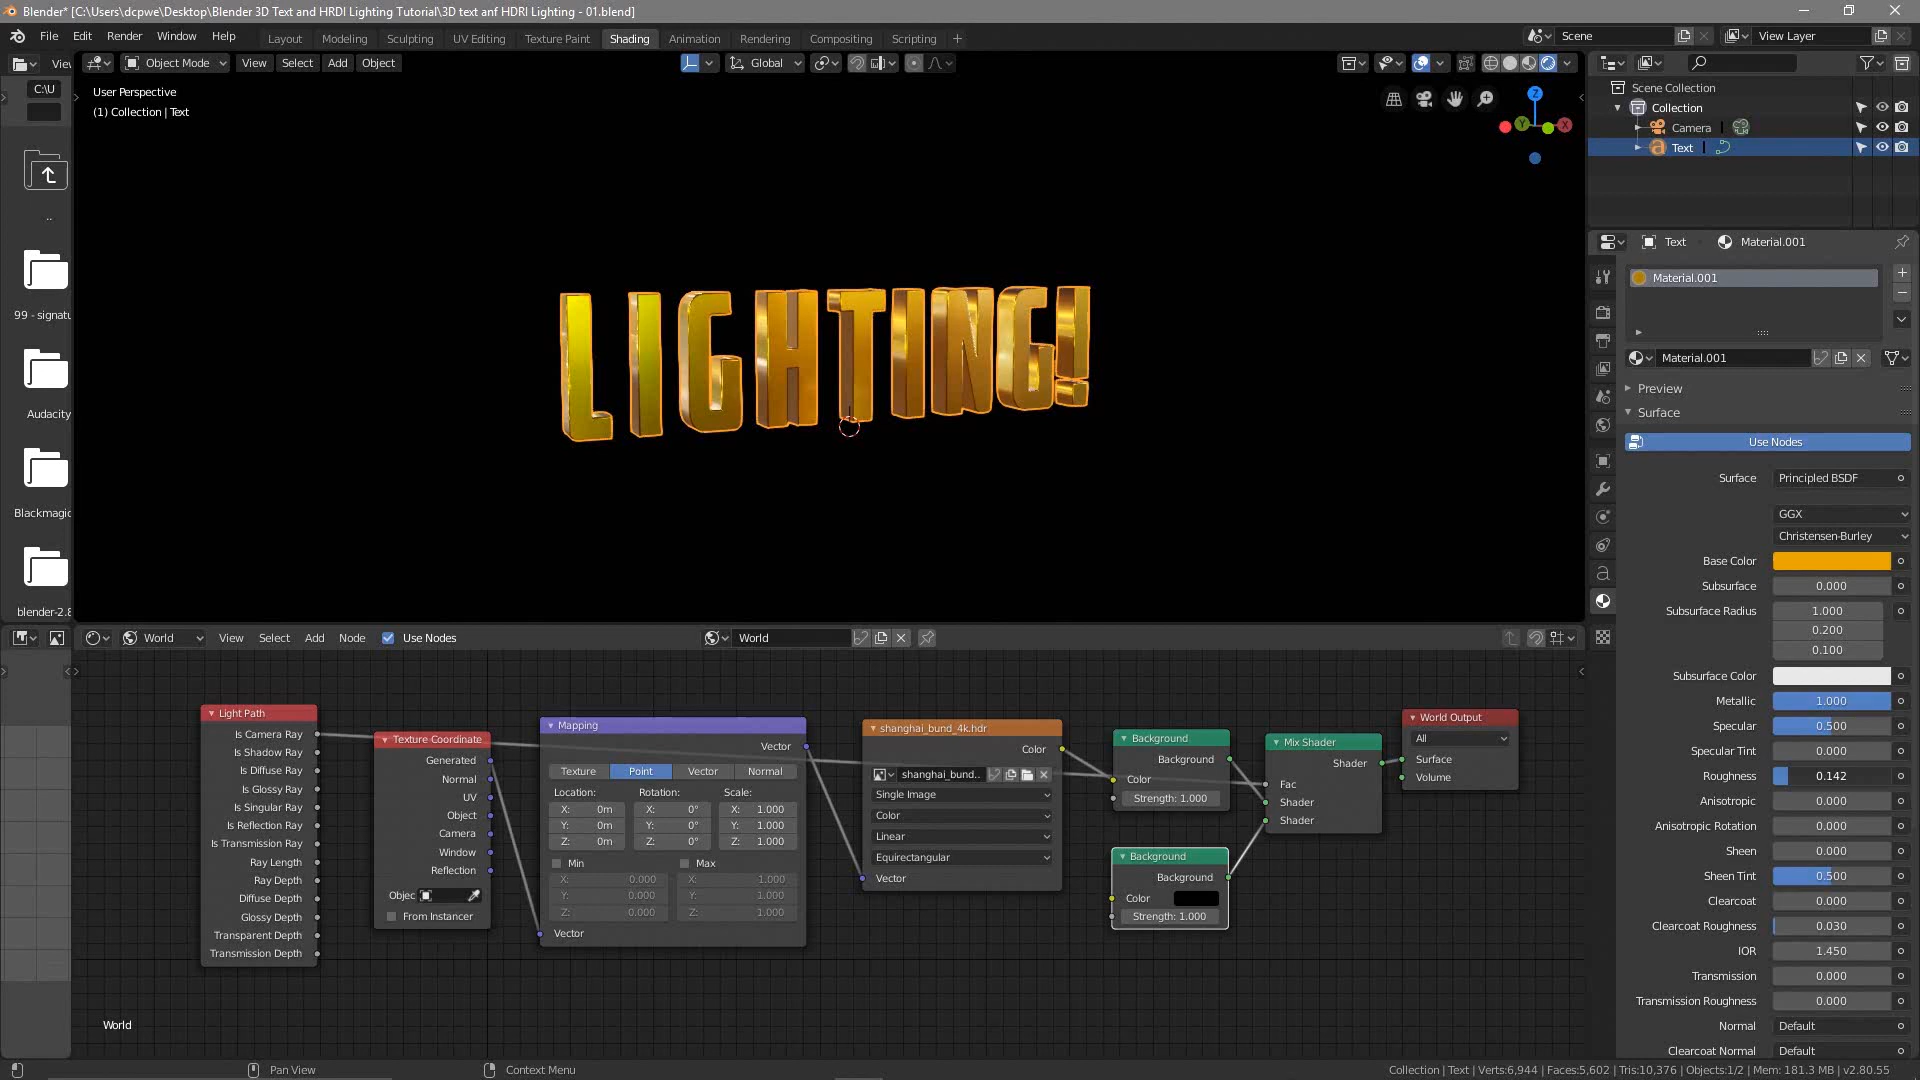 Blender* [C:\Users\dcpwe\Desktop\Blender 3D Text and HRDI Lighting Tutorial\3D text anf HDRI Lighting - 01.blend]
File Edit Render Window Help
Layout Modeling Sculpting UV Editing Texture Paint Shading Animation Rendering Compositing Scripting +
Scene
View Layer
Object Mode View Select Add Object
Global
C:\U
User Perspective
(1) Collection | Text
Z
Y
X
LIGHTING!
..
99 - signatu
Audacity
Blackmagic
blender-2.8
Scene Collection
Collection
Camera
Text
Text Material.001
Material.001
Material.001
Preview
Surface
Use Nodes
Surface Principled BSDF
GGX
Christensen-Burley
Base Color
Subsurface 0.000
Subsurface Radius 1.000
0.200
0.100
Subsurface Color
Metallic 1.000
Specular 0.500
Specular Tint 0.000
Roughness 0.142
Anisotropic 0.000
Anisotropic Rotation 0.000
Sheen 0.000
Sheen Tint 0.500
Clearcoat 0.000
Clearcoat Roughness 0.030
IOR 1.450
Transmission 0.000
Transmission Roughness 0.000
Normal Default
Clearcoat Normal Default
World View Select Add Node Use Nodes
World
Light Path
Is Camera Ray
Is Shadow Ray
Is Diffuse Ray
Is Glossy Ray
Is Singular Ray
Is Reflection Ray
Is Transmission Ray
Ray Length
Ray Depth
Diffuse Depth
Glossy Depth
Transparent Depth
Transmission Depth
Texture Coordinate
Generated
Normal
UV
Object
Camera
Window
Reflection
Objec
From Instancer
Mapping
Vector
Texture Point Vector Normal
Location: Rotation: Scale:
X: 0m X: 0° X: 1.000
Y: 0m Y: 0° Y: 1.000
Z: 0m Z: 0° Z: 1.000
Min Max
X: 0.000 X: 1.000
Y: 0.000 Y: 1.000
Z: 0.000 Z: 1.000
Vector
shanghai_bund_4k.hdr
Color
shanghai_bund..
Single Image
Color
Linear
Equirectangular
Vector
Background
Background
Color
Strength: 1.000
Background
Background
Color
Strength: 1.000
Mix Shader
Shader
Fac
Shader
Shader
World Output
All
Surface
Volume
World
Pan View
Context Menu
Collection | Text | Verts:6,944 | Faces:5,602 | Tris:10,376 | Objects:1/2 | Mem: 181.3 MB | v2.80.55